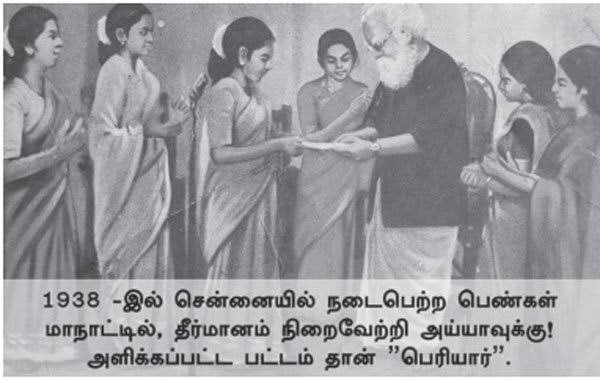 1938 -இல் சென்னையில் நடைபெற்ற பெண்கள்
மாநாட்டில், தீர்மானம் நிறைவேற்றி அய்யாவுக்கு!
அளிக்கப்பட்ட பட்டம் தான் ”பெரியார்”.